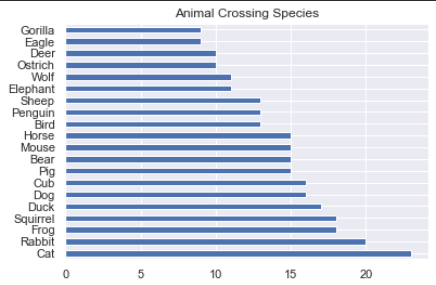 Animal Crossing Species
Gorilla
Eagle
Deer
Ostrich
Wolf
Elephant
Sheep
Penguin
Bird
Horse
Mouse
Bear
Pig
Cub
Dog
Duck
Squirrel
Frog
Rabbit
Cat
0 5 10 15 20